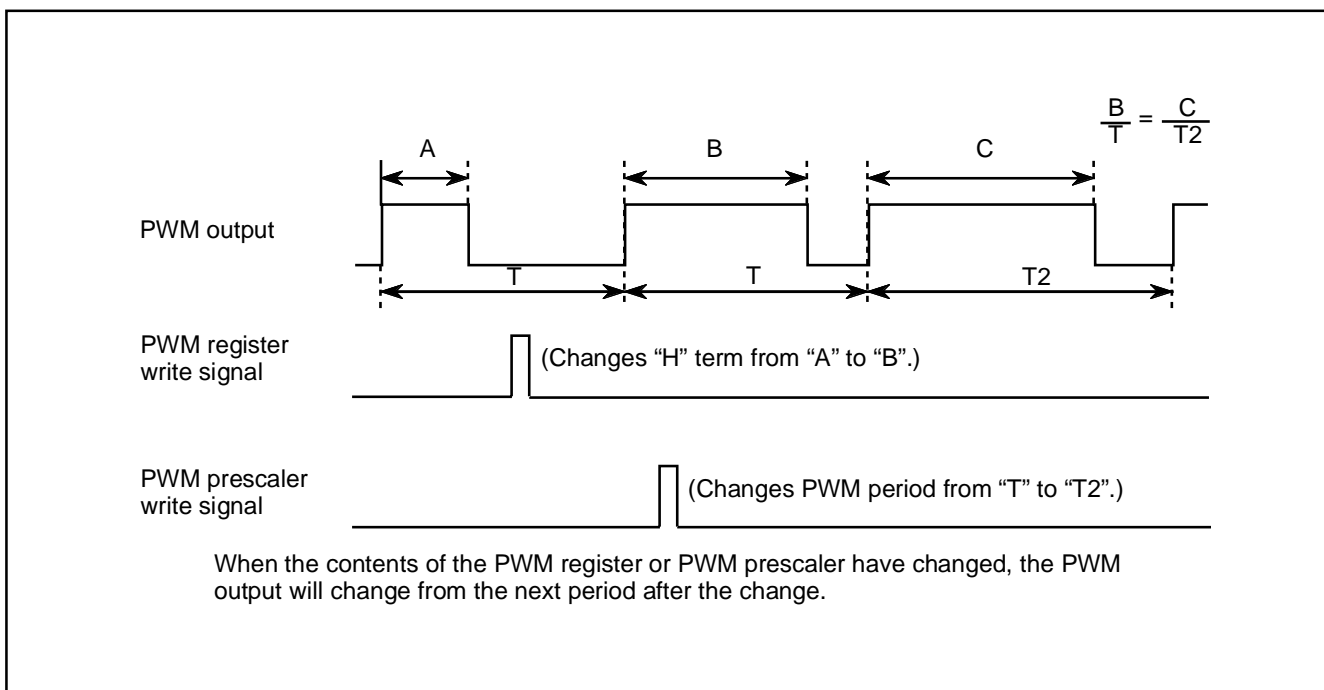 B/T = C/T2
A B C
PWM output
T T T2
PWM register
write signal
(Changes “H” term from “A” to “B”.)
PWM prescaler
write signal
(Changes PWM period from “T” to “T2”.)
When the contents of the PWM register or PWM prescaler have changed, the PWM
output will change from the next period after the change.